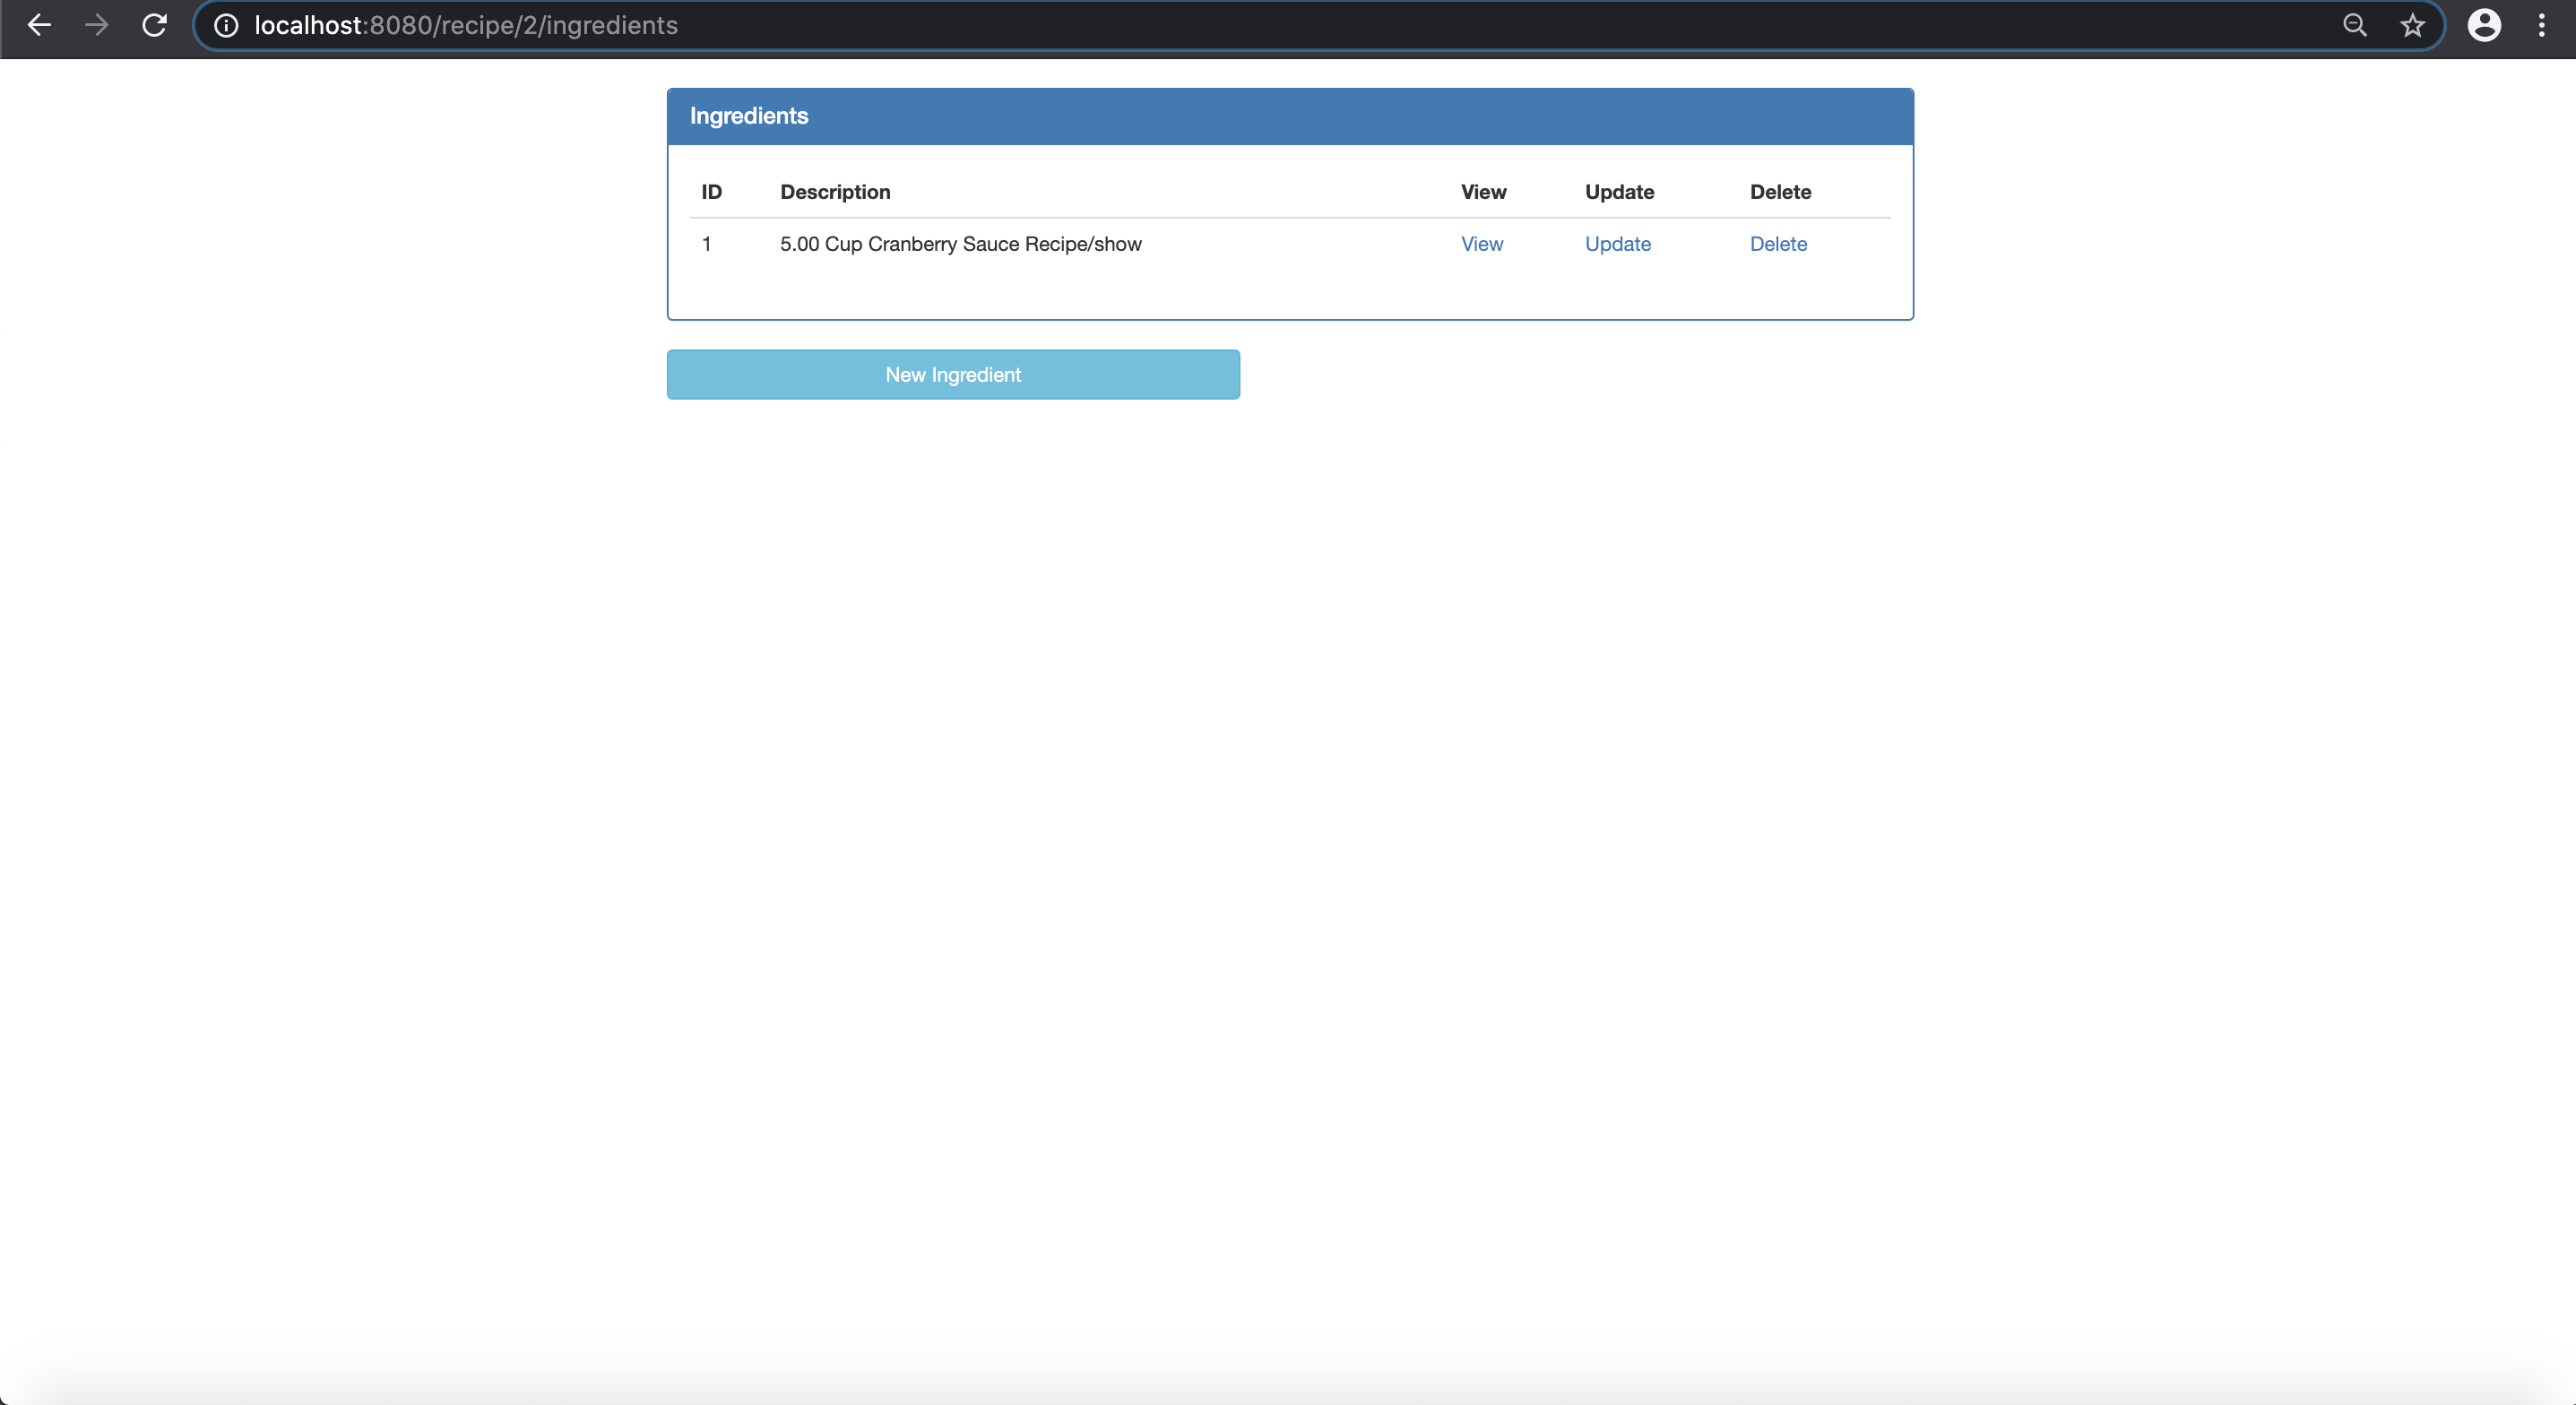 localhost:8080/recipe/2/ingredients
Ingredients
ID Description View Update Delete
1 5.00 Cup Cranberry Sauce Recipe/show View Update Delete
New Ingredient